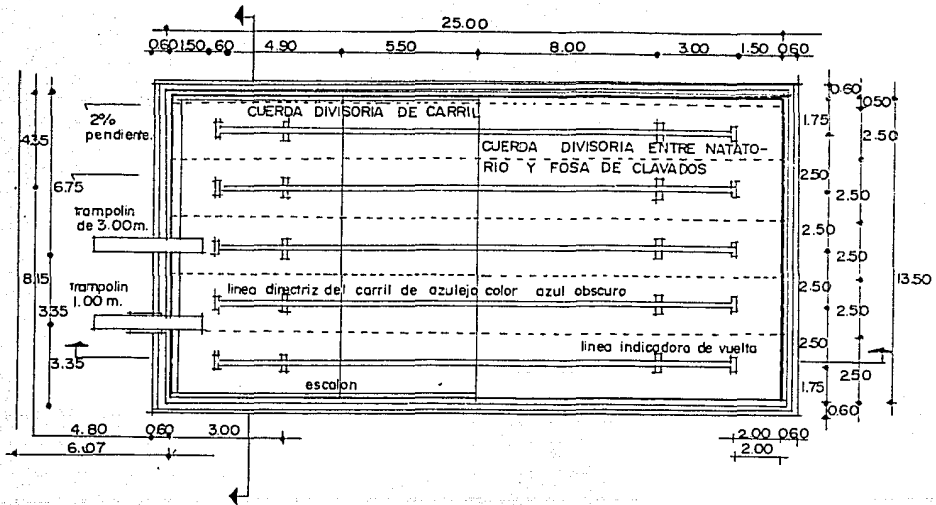 25.00
0.60 1.50 .60 4.90 5.50 8.00 3.00 1.50 0.60
CUERDA DIVISORIA DE CARRIL
2%
pendiente.
CUERDA DIVISORIA ENTRE NATATO-
RIO Y FOSA DE CLAVADOS
trampolin
de 3.00m.
trampolin
1.00 m.
linea directriz del carril de azulejo color azul obscuro
linea indicadora de vuelta
escalon
6.75
8.15
3.35
3.35
0.60
1.75
2.50
2.50
2.50
2.50
1.75
0.60
0.50
2.50
2.50
2.50
2.50
2.50
13.50
4.80 0.60 3.00
6.07
2.00 0.60
2.00